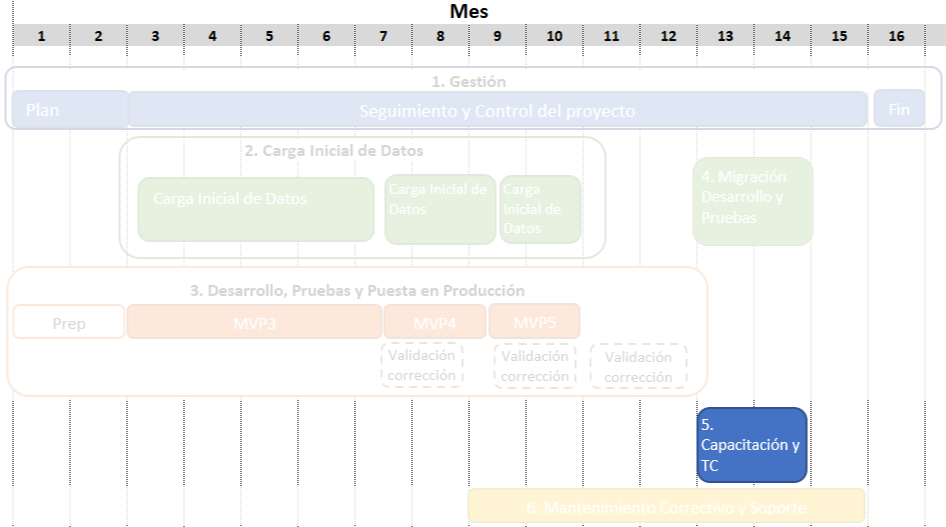 Mes
1 2 3 4 5 6 7 8 9 10 11 12 13 14 15 16
1. Gestión
Plan
Seguimiento y Control del proyecto
Fin
2. Carga Inicial de Datos
Carga Inicial de Datos
Carga Inicial de
Datos
Carga
Inicial de
Datos
4. Migración
Desarrollo y
Pruebas
3. Desarrollo, Pruebas y Puesta en Producción
Prep
MVP3
MVP4
MVP5
Validación
corrección
Validación
corrección
Validación
corrección
5.
Capacitación y
TC
6. Mantenimiento Correctivo y Soporte